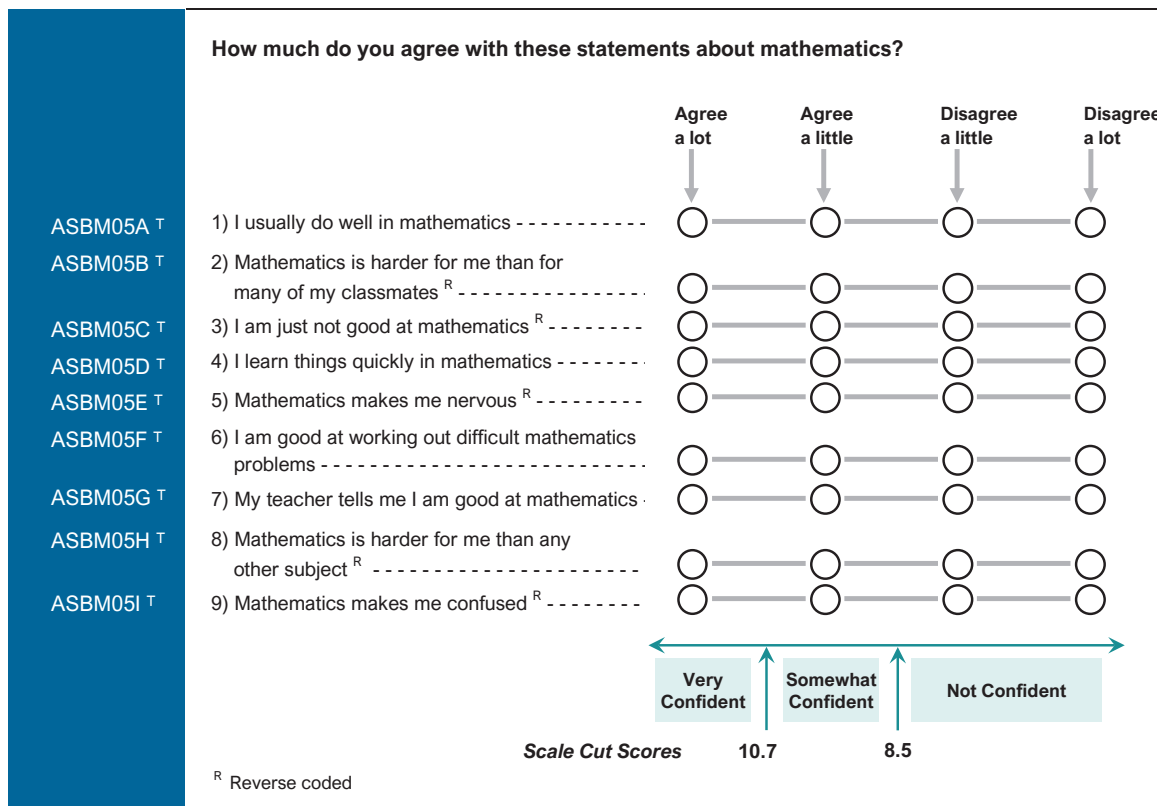 How much do you agree with these statements about mathematics?
Agree a lot
Agree a little
Disagree a little
Disagree a lot
ASBM05A T 1) I usually do well in mathematics - - - - - - - - - - -
ASBM05B T 2) Mathematics is harder for me than for
many of my classmates R - - - - - - - - - - - - - - - -
ASBM05C T 3) I am just not good at mathematics R - - - - - - - -
ASBM05D T 4) I learn things quickly in mathematics - - - - - - - -
ASBM05E T 5) Mathematics makes me nervous R - - - - - - - - -
ASBM05F T 6) I am good at working out difficult mathematics
problems - - - - - - - - - - - - - - - - - - - - - - - - - - - -
ASBM05G T 7) My teacher tells me I am good at mathematics -
ASBM05H T 8) Mathematics is harder for me than any
other subject R - - - - - - - - - - - - - - - - - - - - - - -
ASBM05I T 9) Mathematics makes me confused R - - - - - - - -
Very Confident
Somewhat Confident
Not Confident
Scale Cut Scores 10.7 8.5
R Reverse coded